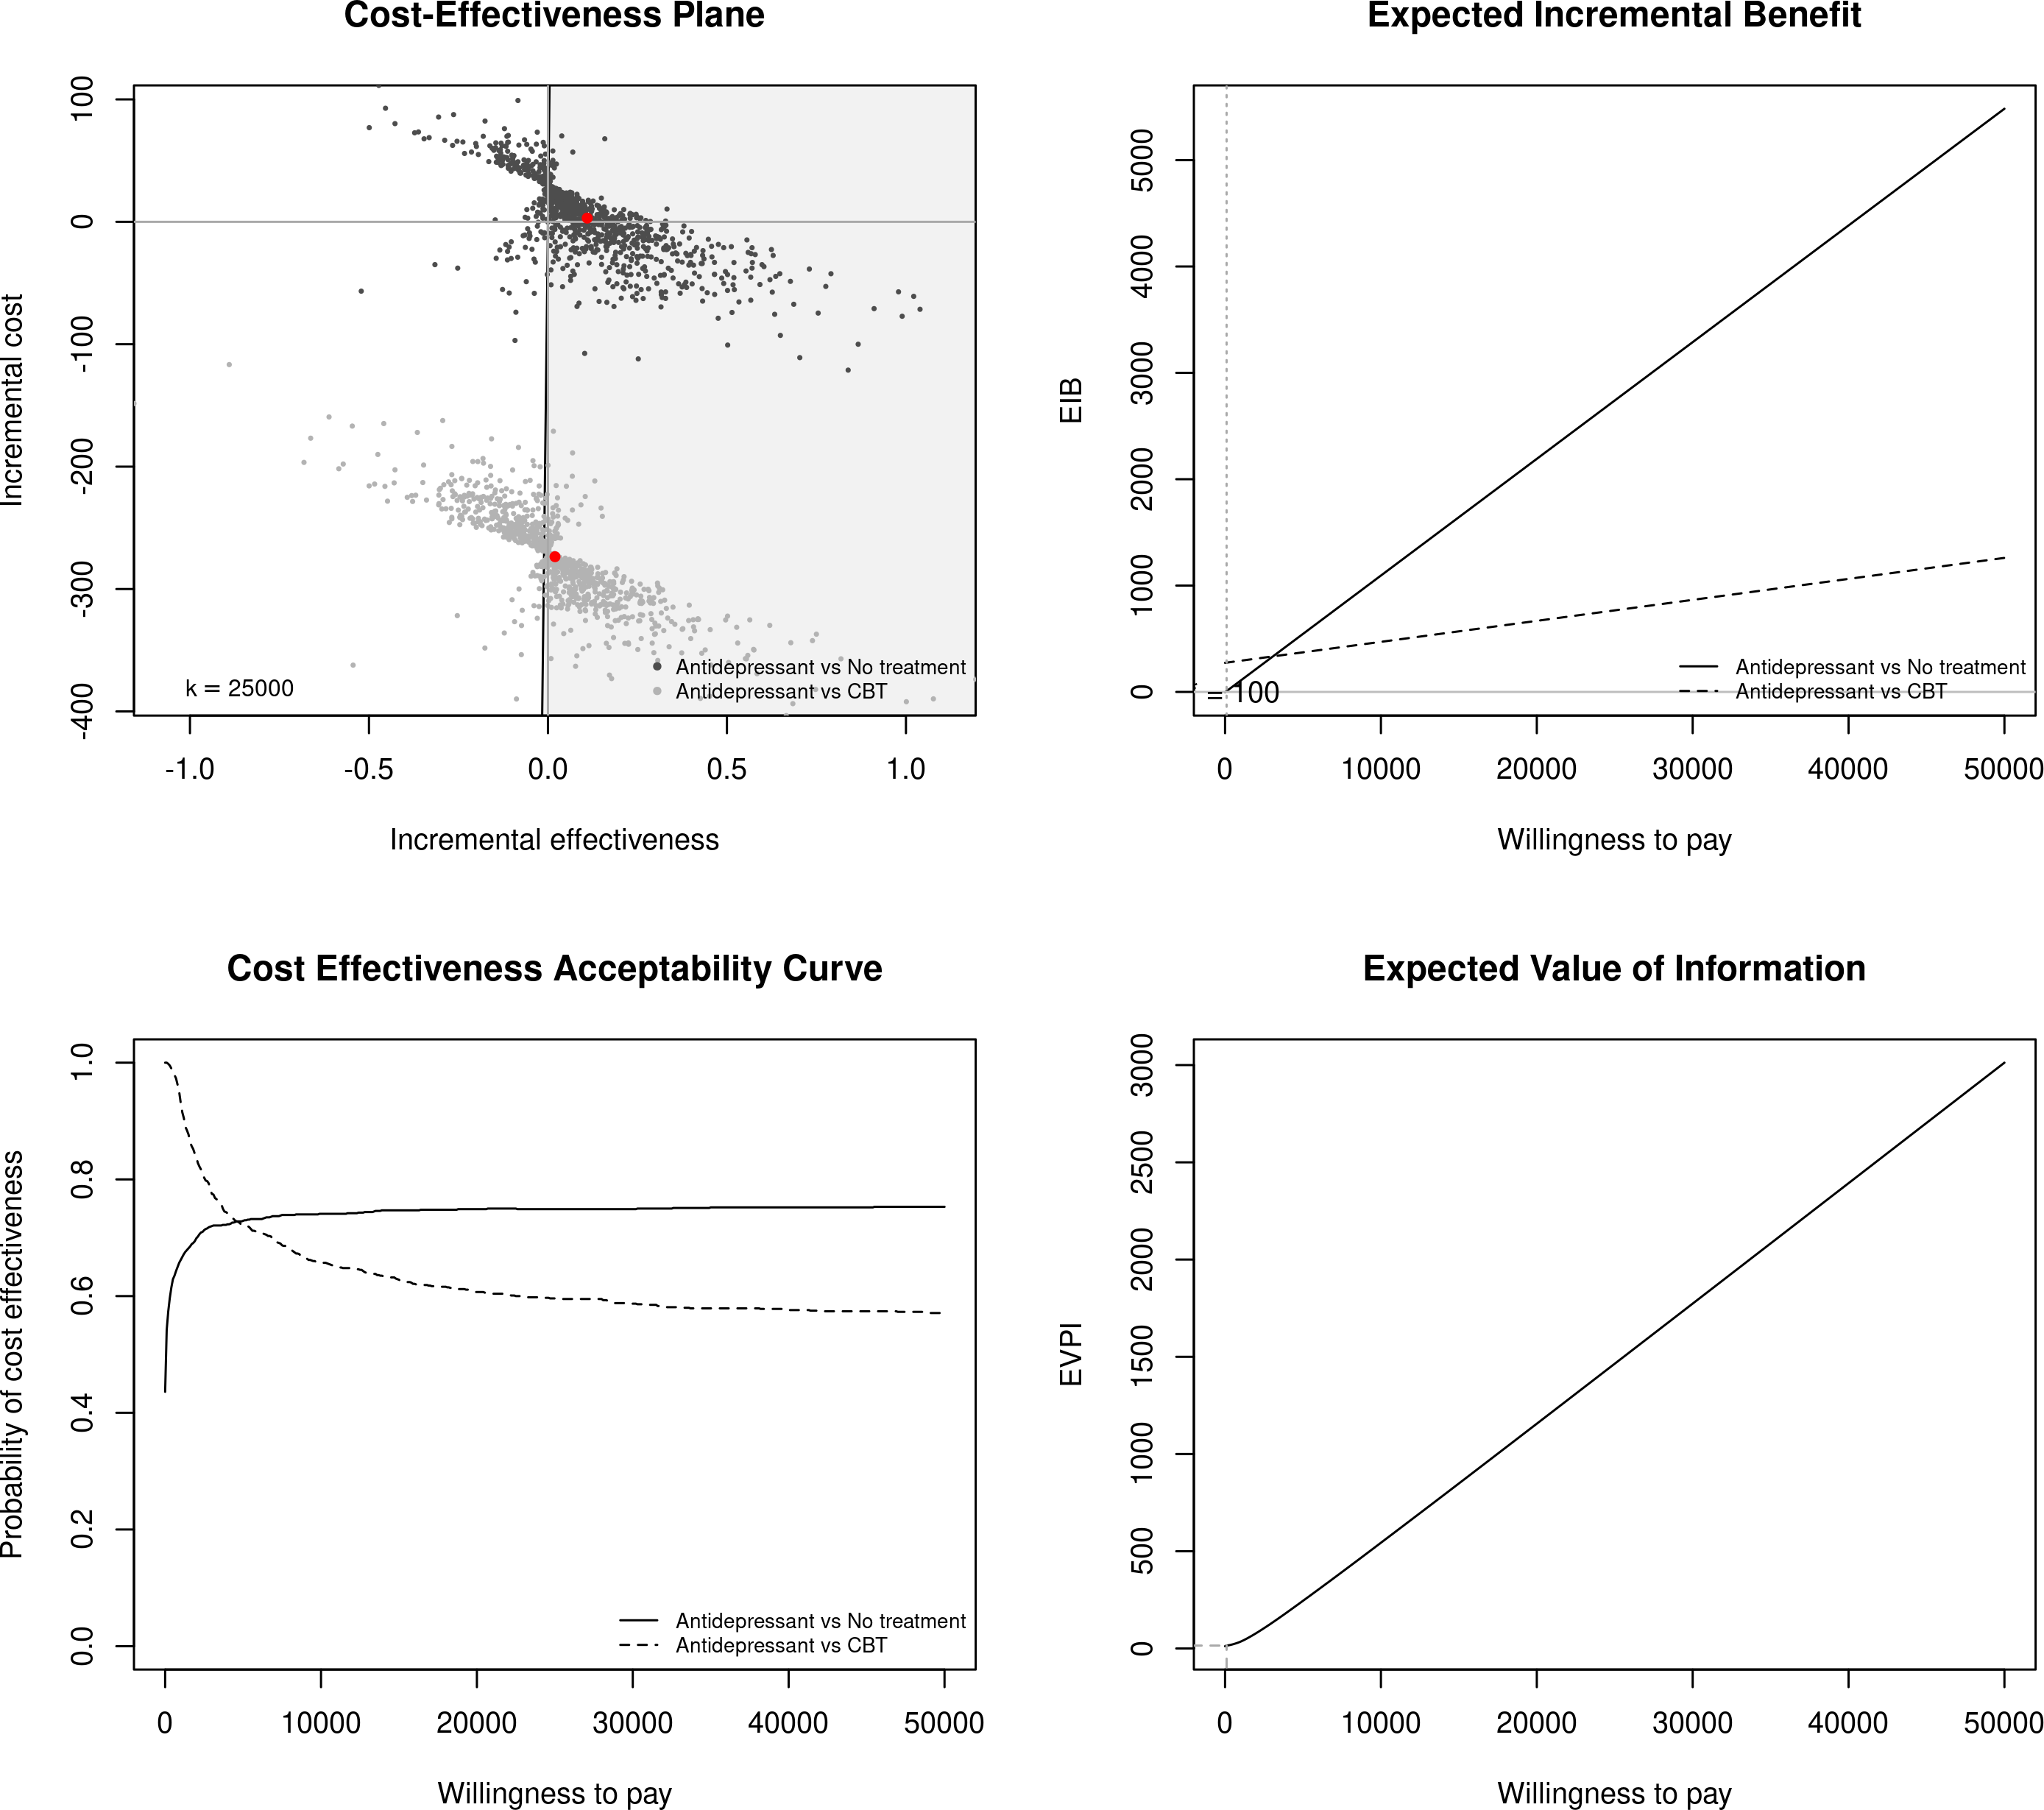 Cost-Effectiveness Plane
Incremental cost
100
0
-100
-200
-300
-400
k = 25000
Antidepressant vs No treatment
Antidepressant vs CBT
-1.0 -0.5 0.0 0.5 1.0
Incremental effectiveness
Expected Incremental Benefit
EIB
5000
4000
3000
2000
1000
0
= 100
Antidepressant vs No treatment
Antidepressant vs CBT
0 10000 20000 30000 40000 50000
Willingness to pay
Cost Effectiveness Acceptability Curve
Probability of cost effectiveness
1.0
0.8
0.6
0.4
0.2
0.0
Antidepressant vs No treatment
Antidepressant vs CBT
0 10000 20000 30000 40000 50000
Willingness to pay
Expected Value of Information
EVPI
3000
2500
2000
1500
1000
500
0
0 10000 20000 30000 40000 50000
Willingness to pay